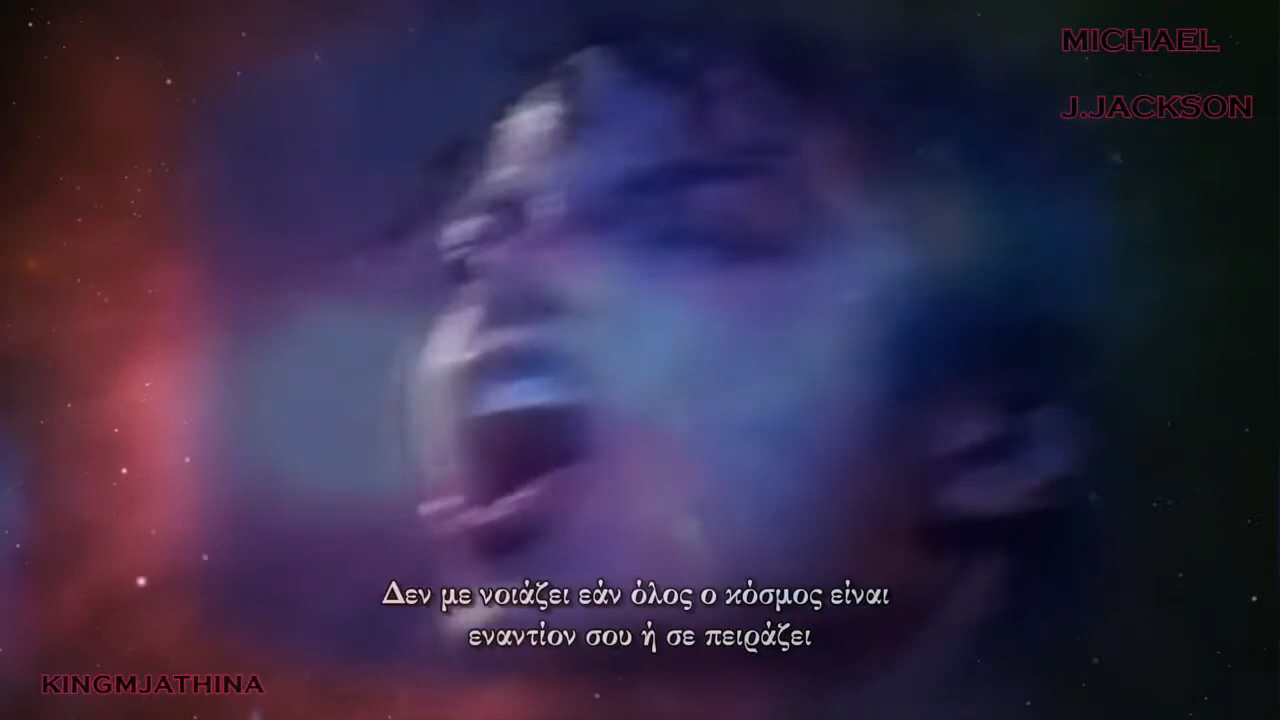 MICHAEL
J.JACKSON
Δεν με νοιάζει εάν όλος ο κόσμος είναι
εναντίον σου ή σε πειράζει
KINGMJATHINA